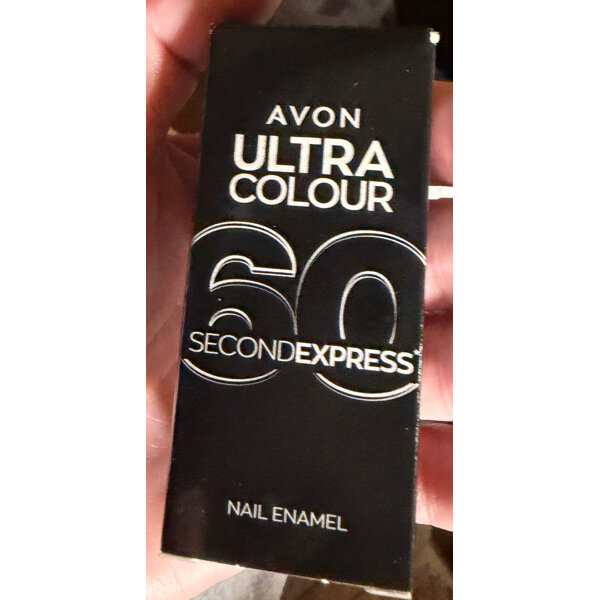 AVON
ULTRA
COLOUR
60
SECONDEXPRESS*
NAIL ENAMEL